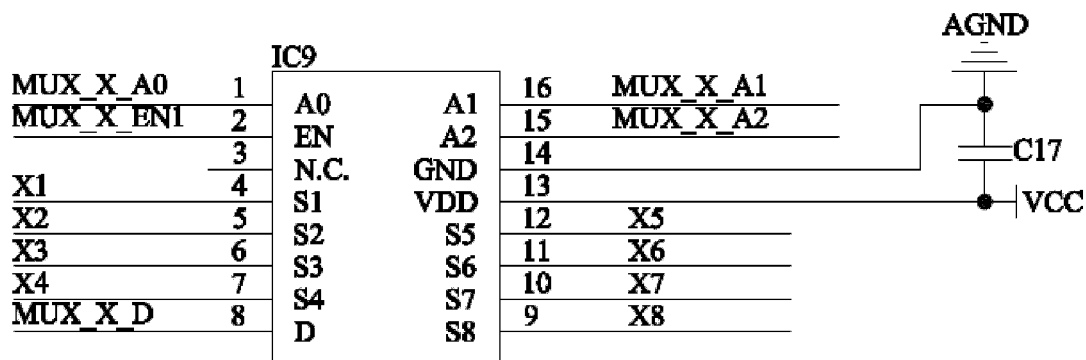 AGND
IC9
MUX_X_A0 1 A0 A1 16 MUX_X_A1
MUX_X_EN1 2 EN A2 15 MUX_X_A2
3 N.C. GND 14 C17
X1 4 S1 VDD 13 VCC
X2 5 S2 S5 12 X5
X3 6 S3 S6 11 X6
X4 7 S4 S7 10 X7
MUX_X_D 8 D S8 9 X8